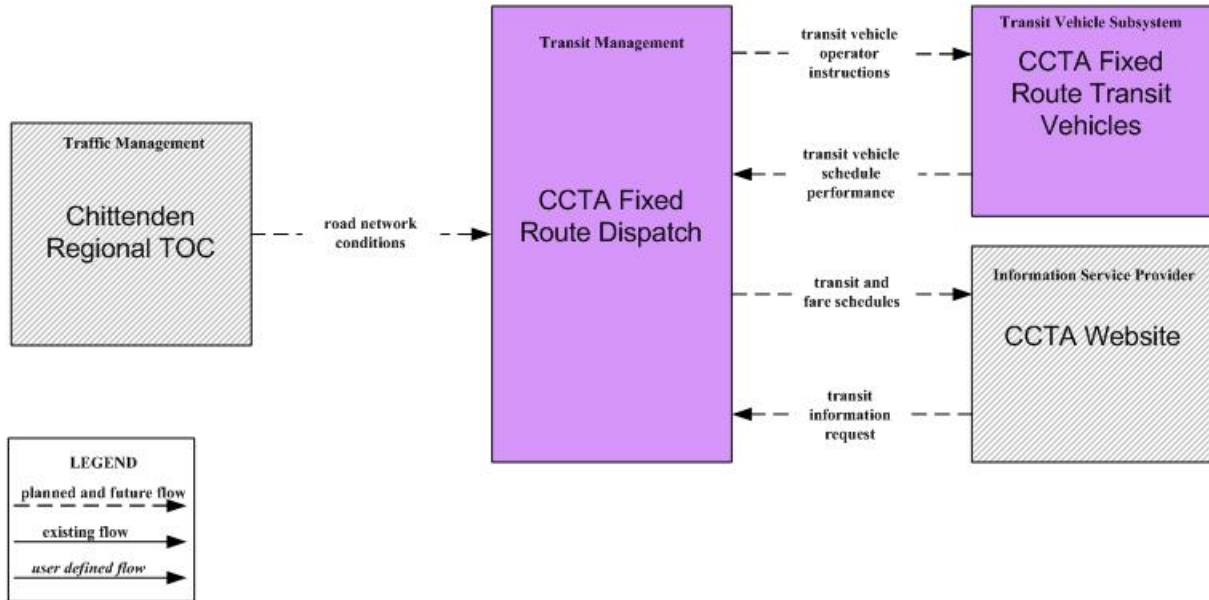 Traffic Management
Chittenden
Regional TOC
road network
conditions
Transit Management
CCTA Fixed
Route Dispatch
transit vehicle
operator
instructions
transit vehicle
schedule
performance
transit and
fare schedules
transit
information
request
Transit Vehicle Subsystem
CCTA Fixed
Route Transit
Vehicles
Information Service Provider
CCTA Website
LEGEND
planned and future flow
existing flow
user defined flow